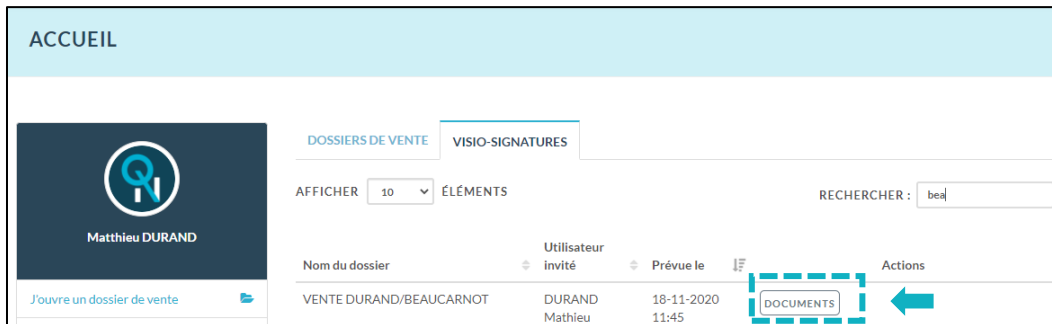 ACCUEIL
DOSSIERS DE VENTE VISIO-SIGNATURES
AFFICHER 10 ÉLÉMENTS
RECHERCHER : bea
Matthieu DURAND
J'ouvre un dossier de vente
Nom du dossier Utilisateur invité Prévue le Actions
VENTE DURAND/BEAUCARNOT DURAND Mathieu 18-11-2020 11:45 DOCUMENTS